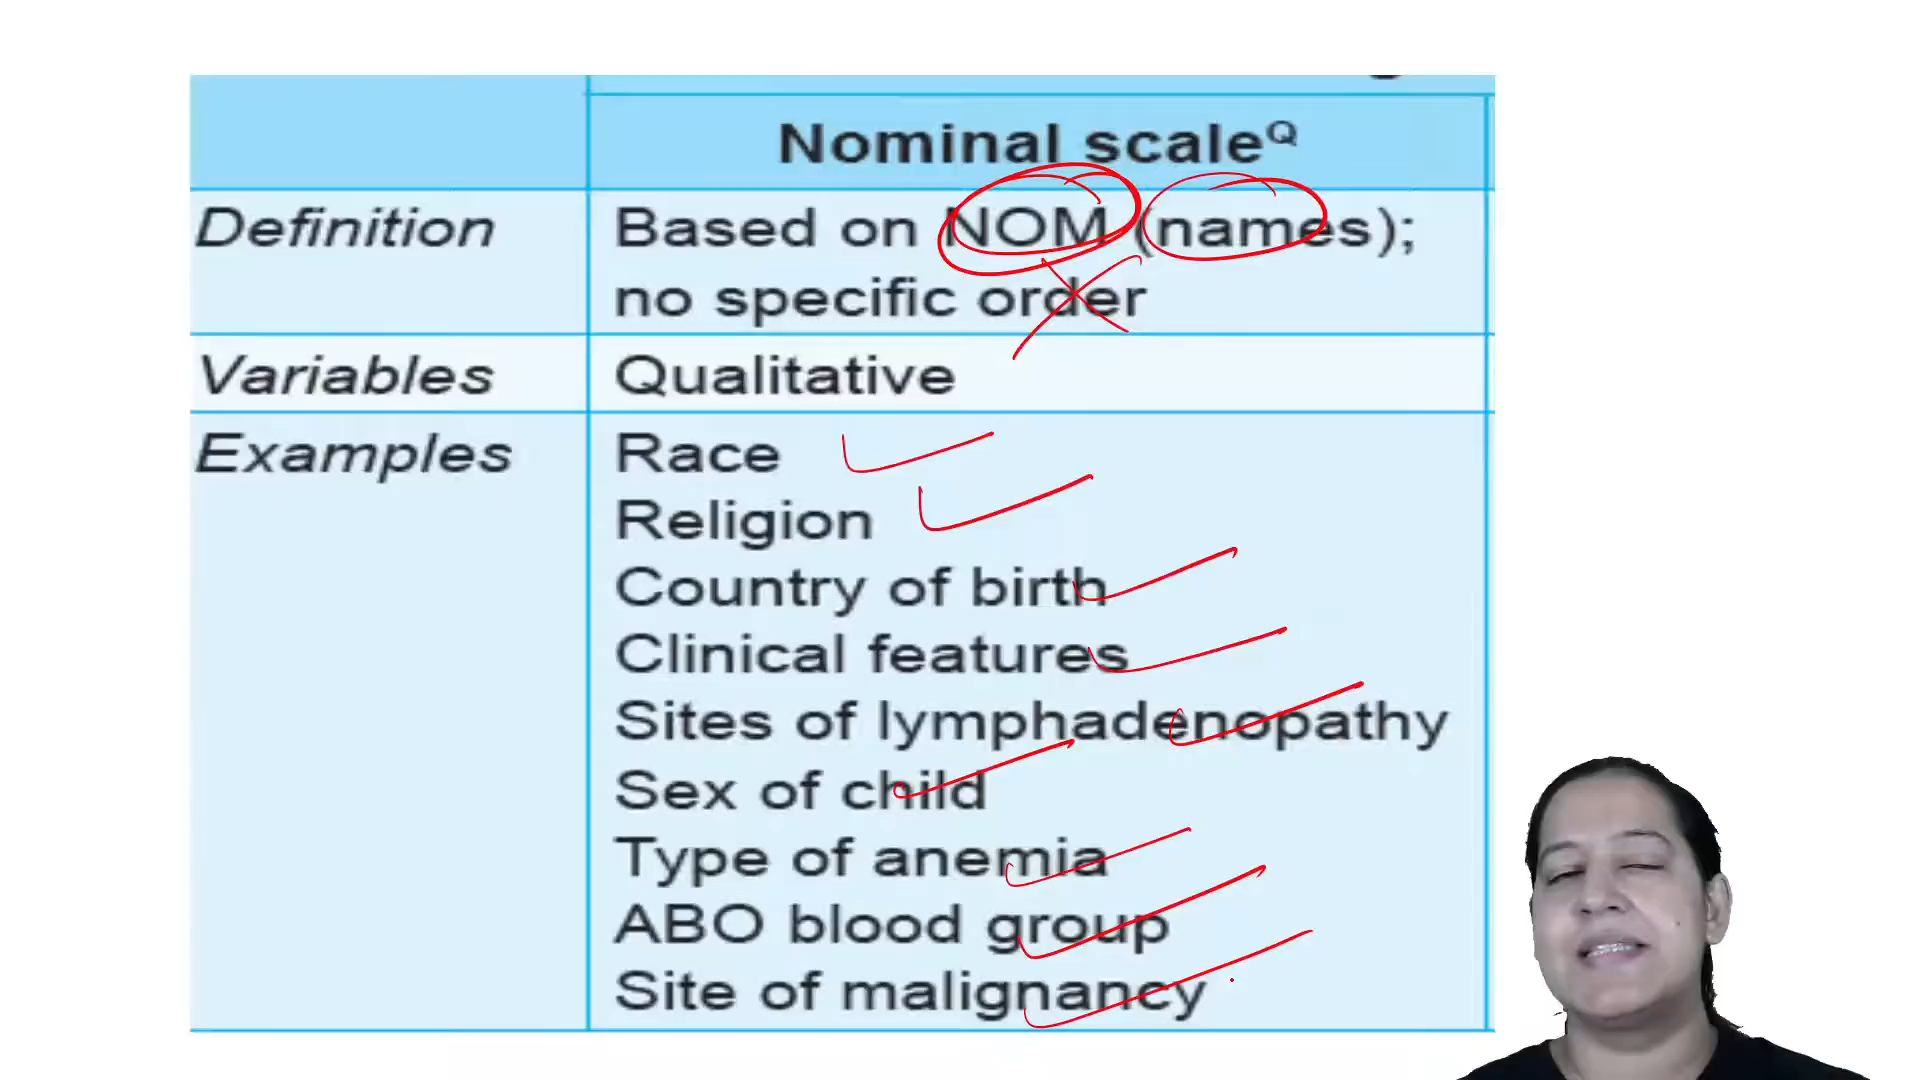 Nominal scaleQ
Definition
Based on NOM (names);
no specific order
Variables
Qualitative
Examples
Race
Religion
Country of birth
Clinical features
Sites of lymphadenopathy
Sex of child
Type of anemia
ABO blood group
Site of malignancy